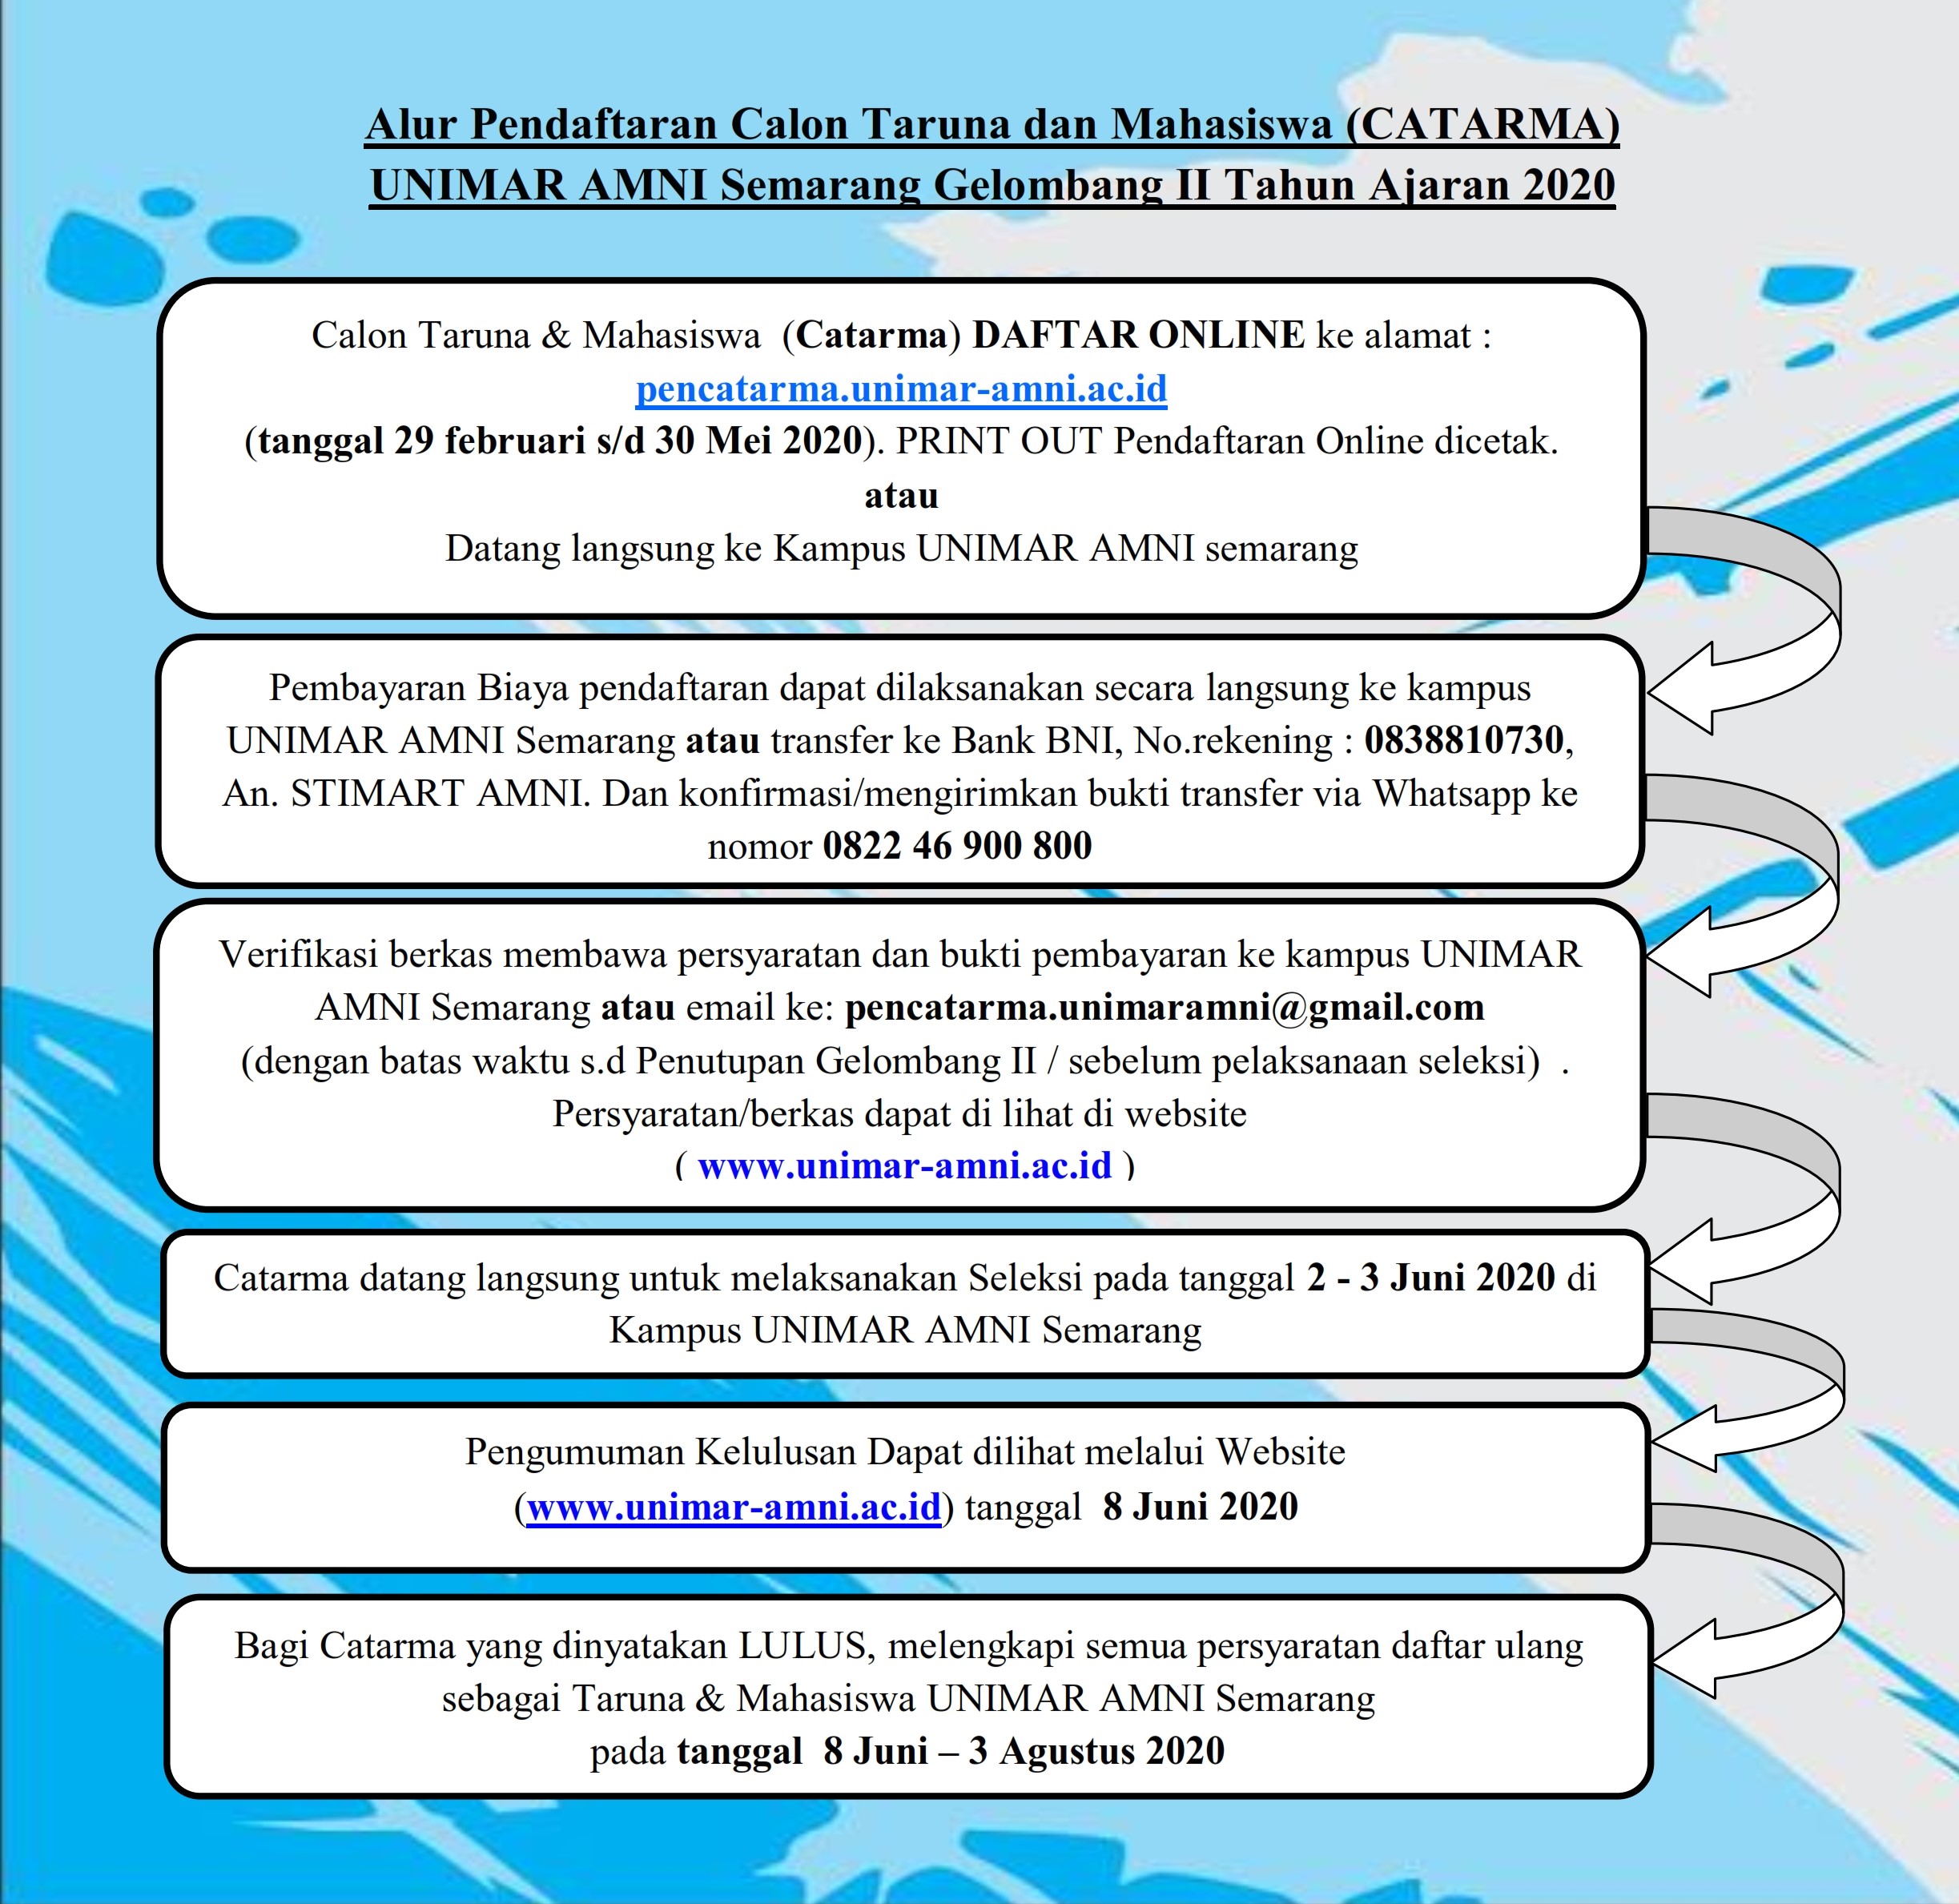 Alur Pendaftaran Calon Taruna dan Mahasiswa (CATARMA)
UNIMAR AMNI Semarang Gelombang II Tahun Ajaran 2020
Calon Taruna & Mahasiswa (Catarma) DAFTAR ONLINE ke alamat :
pencatarma.unimar-amni.ac.id
(tanggal 29 februari s/d 30 Mei 2020). PRINT OUT Pendaftaran Online dicetak.
atau
Datang langsung ke Kampus UNIMAR AMNI semarang
Pembayaran Biaya pendaftaran dapat dilaksanakan secara langsung ke kampus
UNIMAR AMNI Semarang atau transfer ke Bank BNI, No.rekening : 0838810730,
An. STIMART AMNI. Dan konfirmasi/mengirimkan bukti transfer via Whatsapp ke
nomor 0822 46 900 800
Verifikasi berkas membawa persyaratan dan bukti pembayaran ke kampus UNIMAR
AMNI Semarang atau email ke: pencatarma.unimaramni@gmail.com
(dengan batas waktu s.d Penutupan Gelombang II / sebelum pelaksanaan seleksi) .
Persyaratan/berkas dapat di lihat di website
( www.unimar-amni.ac.id )
Catarma datang langsung untuk melaksanakan Seleksi pada tanggal 2 - 3 Juni 2020 di
Kampus UNIMAR AMNI Semarang
Pengumuman Kelulusan Dapat dilihat melalui Website
(www.unimar-amni.ac.id) tanggal 8 Juni 2020
Bagi Catarma yang dinyatakan LULUS, melengkapi semua persyaratan daftar ulang
sebagai Taruna & Mahasiswa UNIMAR AMNI Semarang
pada tanggal 8 Juni – 3 Agustus 2020